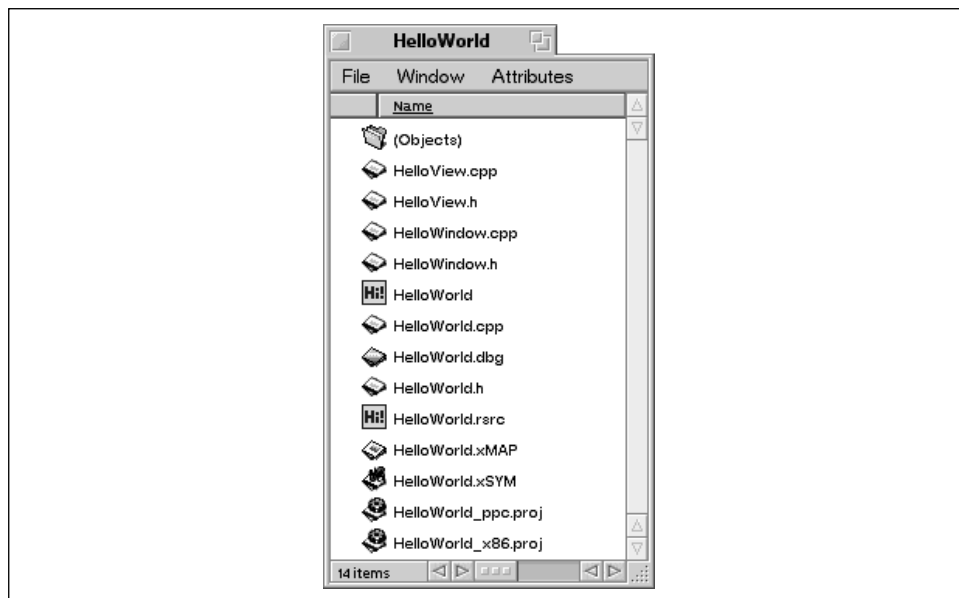 HelloWorld
File Window Attributes
Name
(Objects)
HelloView.cpp
HelloView.h
HelloWindow.cpp
HelloWindow.h
Hi! HelloWorld
HelloWorld.cpp
HelloWorld.dbg
HelloWorld.h
Hi! HelloWorld.rsrc
HelloWorld.xMAP
HelloWorld.xSYM
HelloWorld_ppc.proj
HelloWorld_x86.proj
14 items